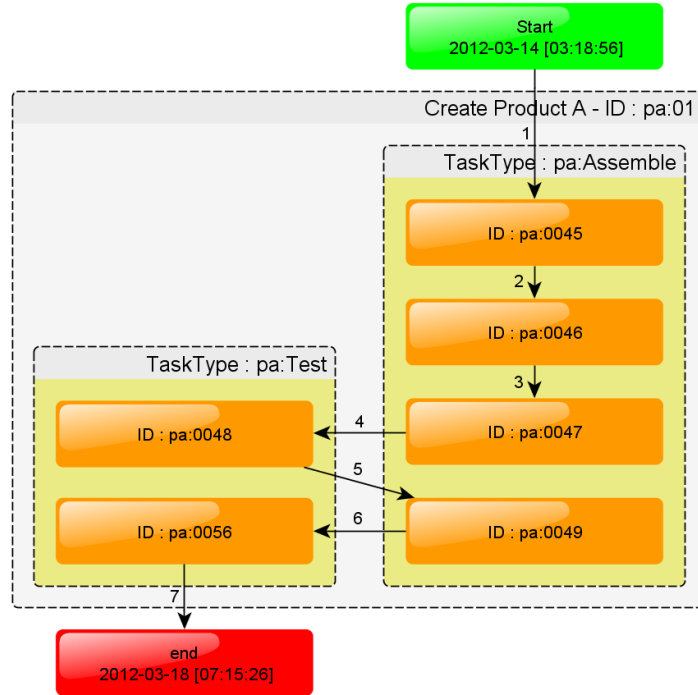 Start
2012-03-14 [03:18:56]
Create Product A - ID : pa:01
1
TaskType : pa:Assemble
ID : pa:0045
2
ID : pa:0046
3
TaskType : pa:Test
ID : pa:0048
4
ID : pa:0047
5
ID : pa:0056
6
ID : pa:0049
7
end
2012-03-18 [07:15:26]